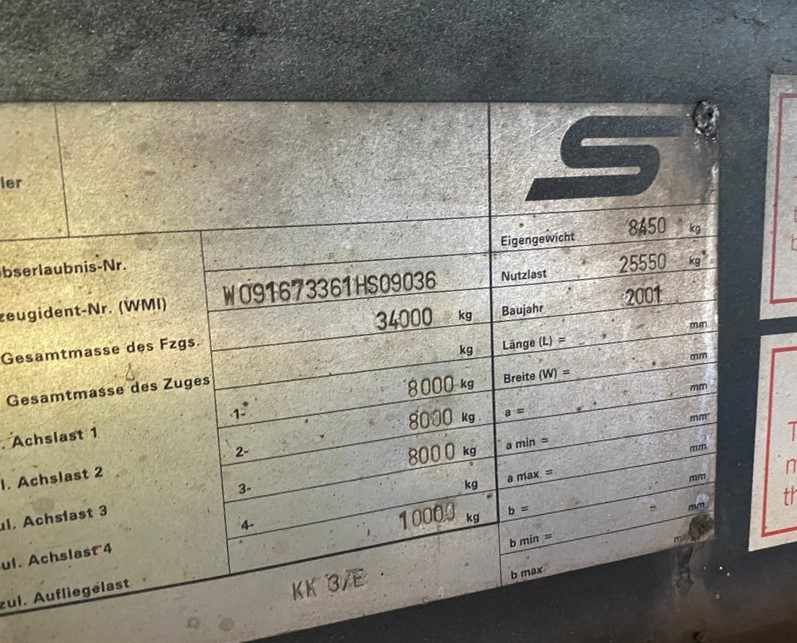 ler
Eigengewicht 8450 kg
bserlaubnis-Nr.
Nutzlast 25550 kg
zeugident-Nr. (WMI) W091673361HS09036
Baujahr 2001
Gesamtmasse des Fzgs. 34000 kg
Länge (L) = mm
Gesamtmasse des Zuges kg
Breite (W) = mm
. Achslast 1 1- 8000 kg
a = mm
l. Achslast 2 2- 8000 kg
a min = mm
ul. Achslast 3 3- 8000 kg
a max = mm
ul. Achslast 4 4- kg
b = mm
zul. Aufliegelast 10000 kg
b min = mm
b max
KK 3/E